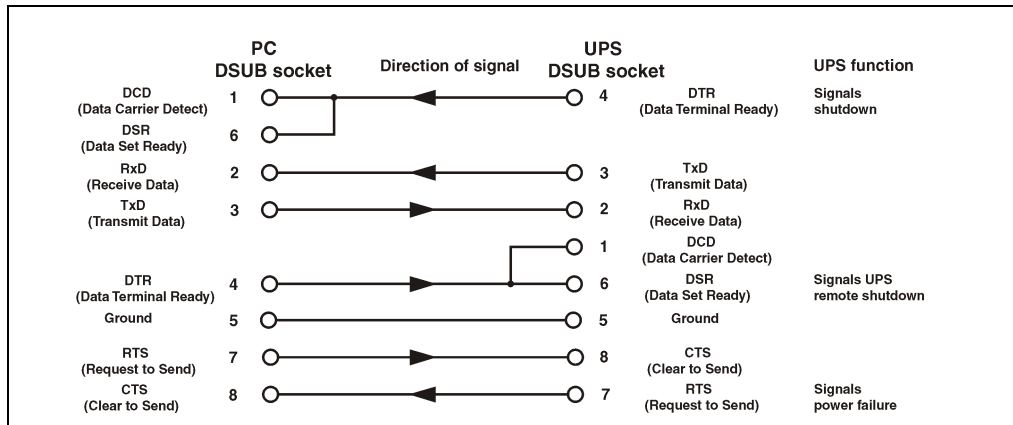 PC
DSUB socket
Direction of signal
UPS
DSUB socket
UPS function
DCD
(Data Carrier Detect)
1
4
DTR
(Data Terminal Ready)
Signals
shutdown
DSR
(Data Set Ready)
6
RxD
(Receive Data)
2
3
TxD
(Transmit Data)
TxD
(Transmit Data)
3
2
RxD
(Receive Data)
1
DCD
(Data Carrier Detect)
DTR
(Data Terminal Ready)
4
6
DSR
(Data Set Ready)
Signals UPS
remote shutdown
Ground
5
5
Ground
RTS
(Request to Send)
7
8
CTS
(Clear to Send)
CTS
(Clear to Send)
8
7
RTS
(Request to Send)
Signals
power failure